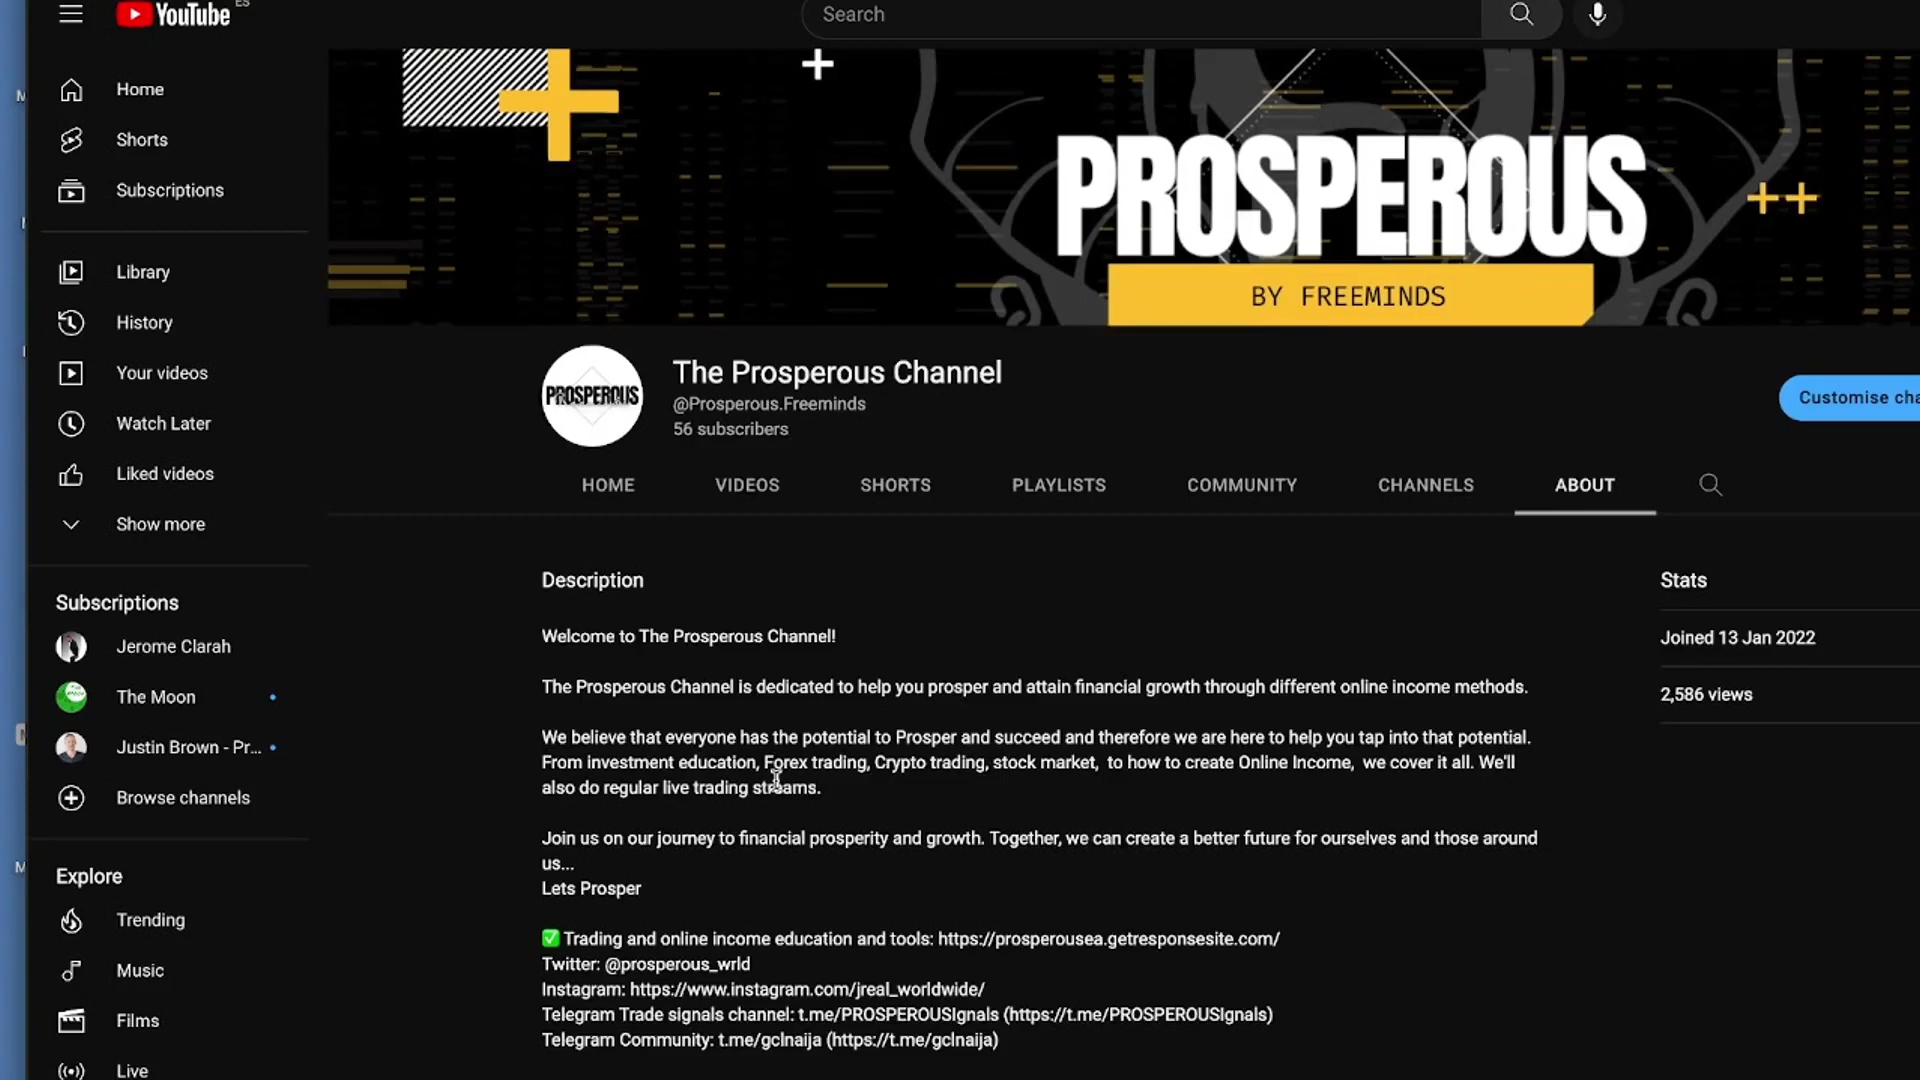 YouTube ES
Search
Home
Shorts
Subscriptions
Library
History
Your videos
Watch Later
Liked videos
Show more
Subscriptions
Jerome Clarah
The Moon
Justin Brown - Pr...
Browse channels
Explore
Trending
Music
Films
Live
PROSPEROUS
BY FREEMINDS
PROSPEROUS
The Prosperous Channel
@Prosperous.Freeminds
56 subscribers
Customise cha
HOME VIDEOS SHORTS PLAYLISTS COMMUNITY CHANNELS ABOUT
Description
Welcome to The Prosperous Channel!
The Prosperous Channel is dedicated to help you prosper and attain financial growth through different online income methods.
We believe that everyone has the potential to Prosper and succeed and therefore we are here to help you tap into that potential.
From investment education, Forex trading, Crypto trading, stock market,  to how to create Online Income,  we cover it all. We'll
also do regular live trading streams.
Join us on our journey to financial prosperity and growth. Together, we can create a better future for ourselves and those around
us...
Lets Prosper
✅ Trading and online income education and tools: https://prosperousea.getresponsesite.com/
Twitter: @prosperous_wrld
Instagram: https://www.instagram.com/jreal_worldwide/
Telegram Trade signals channel: t.me/PROSPEROUSIgnals (https://t.me/PROSPEROUSIgnals)
Telegram Community: t.me/gclnaija (https://t.me/gclnaija)
Stats
Joined 13 Jan 2022
2,586 views